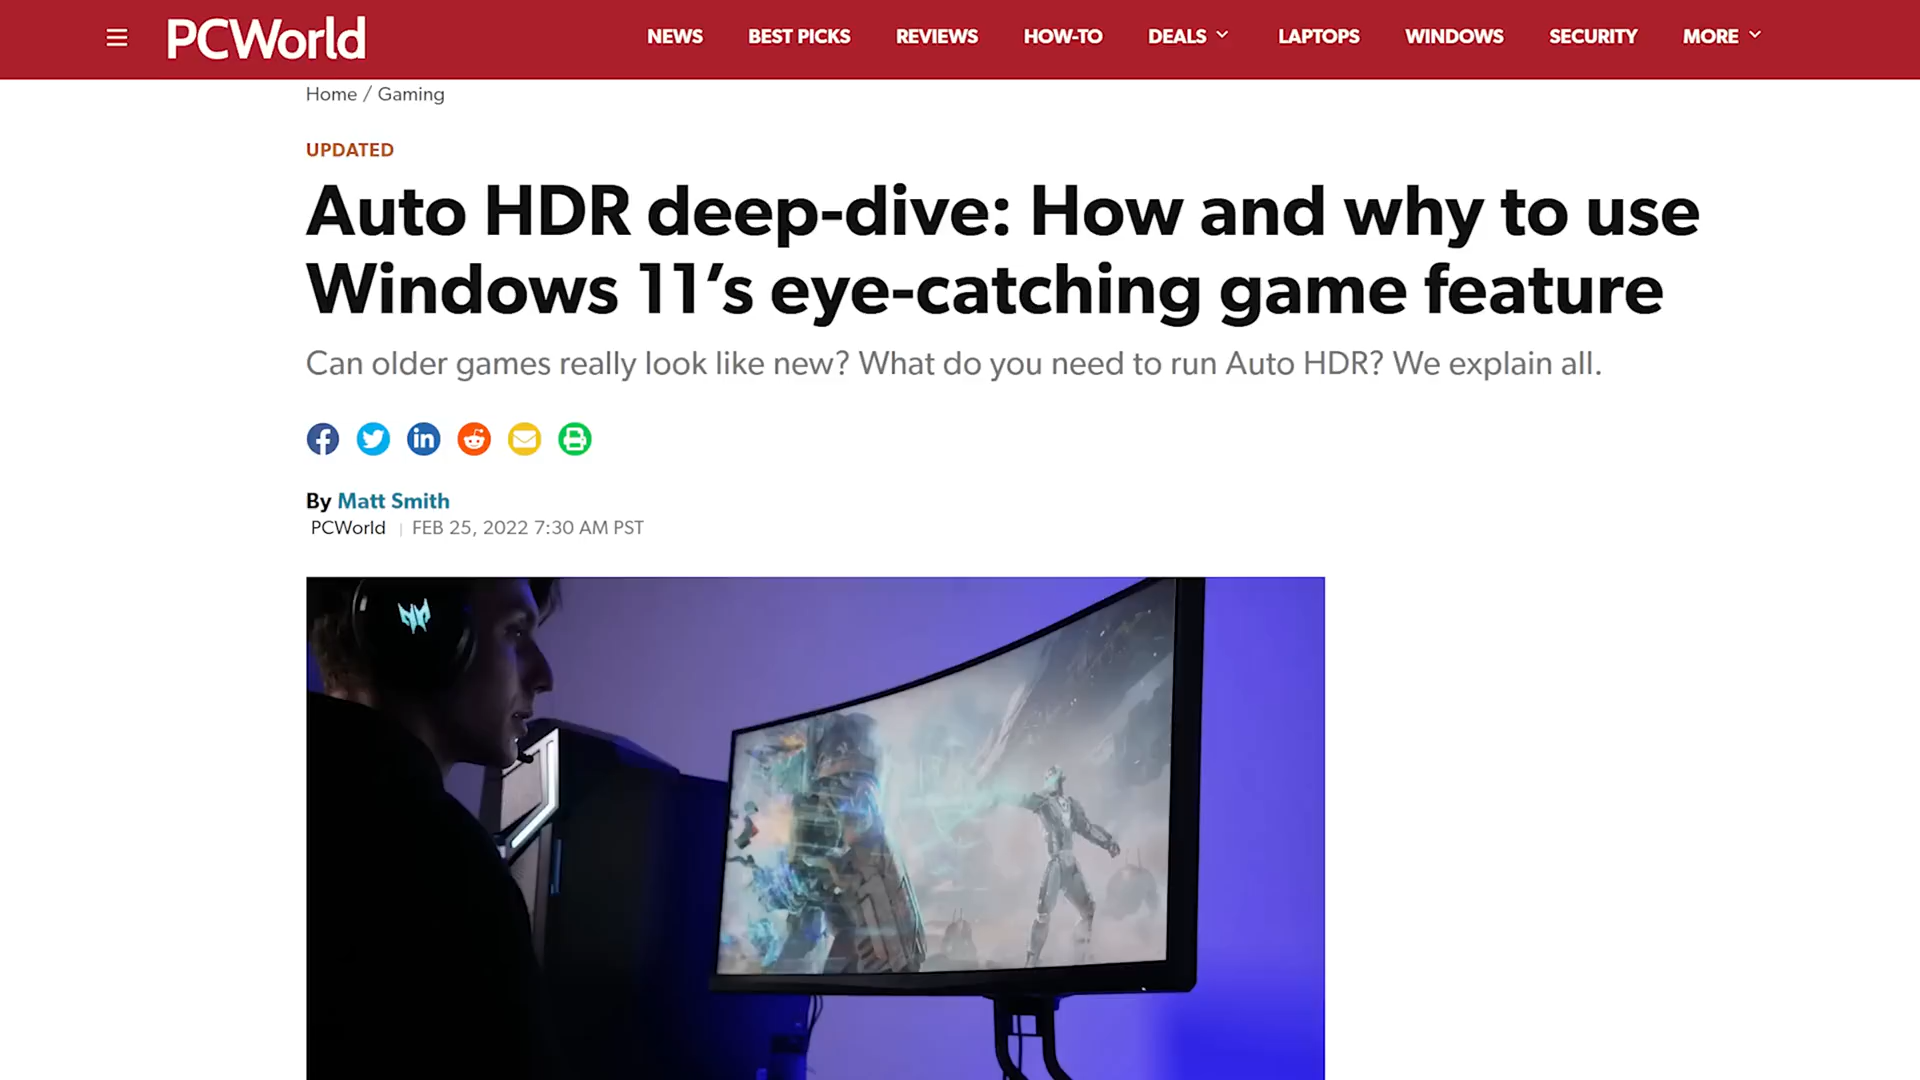 PCWorld
NEWS BEST PICKS REVIEWS HOW-TO DEALS LAPTOPS WINDOWS SECURITY MORE
Home / Gaming
UPDATED
Auto HDR deep-dive: How and why to use
Windows 11’s eye-catching game feature
Can older games really look like new? What do you need to run Auto HDR? We explain all.
By Matt Smith
PCWorld | FEB 25, 2022 7:30 AM PST